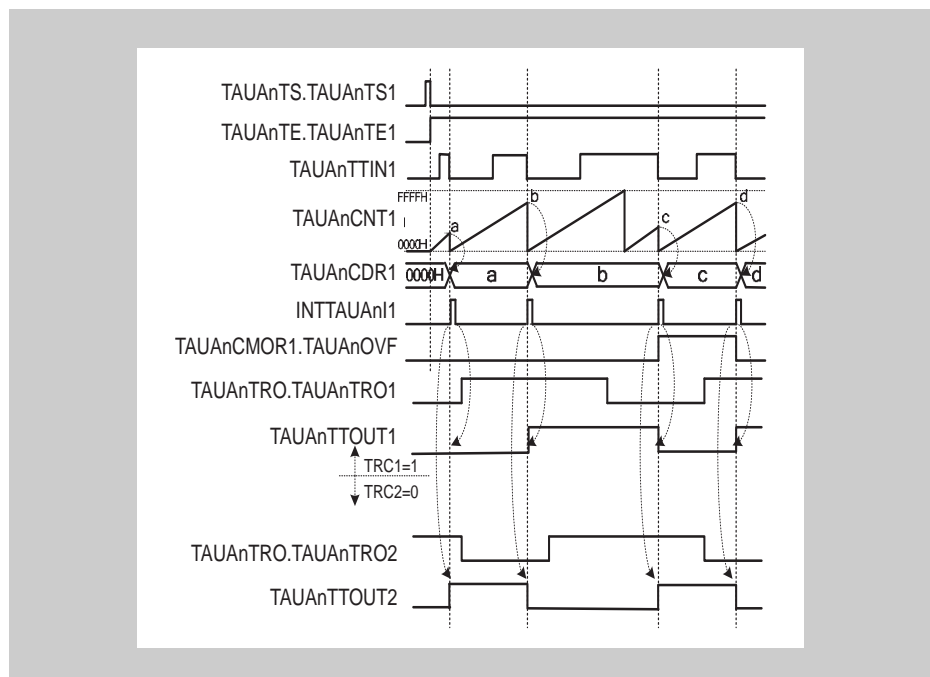 TAUAnTS.TAUAnTS1
TAUAnTE.TAUAnTE1
TAUAnTTIN1
FFFFH
TAUAnCNT1
0000H
a
b
c
d
TAUAnCDR1
0000H a b c d
INTTAUAnI1
TAUAnCMOR1.TAUAnOVF
TAUAnTRO.TAUAnTRO1
TAUAnTTOUT1
TRC1=1
TRC2=0
TAUAnTRO.TAUAnTRO2
TAUAnTTOUT2